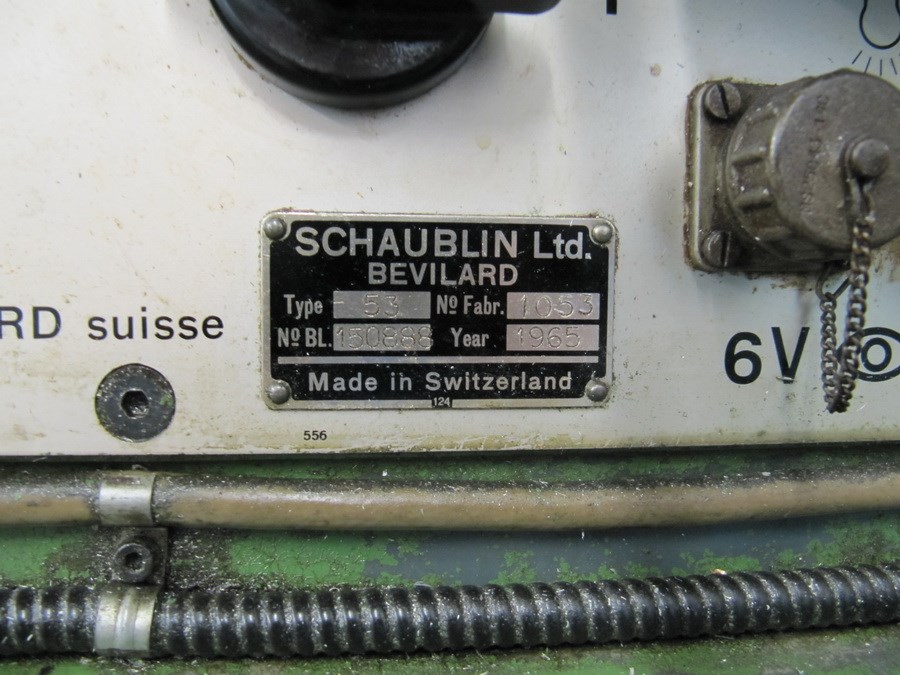 SCHAUBLIN Ltd.
BEVILARD
Type 53 No Fabr. 1053
No BL. 150888 Year 1965
Made in Switzerland
124
RD suisse
6V
556